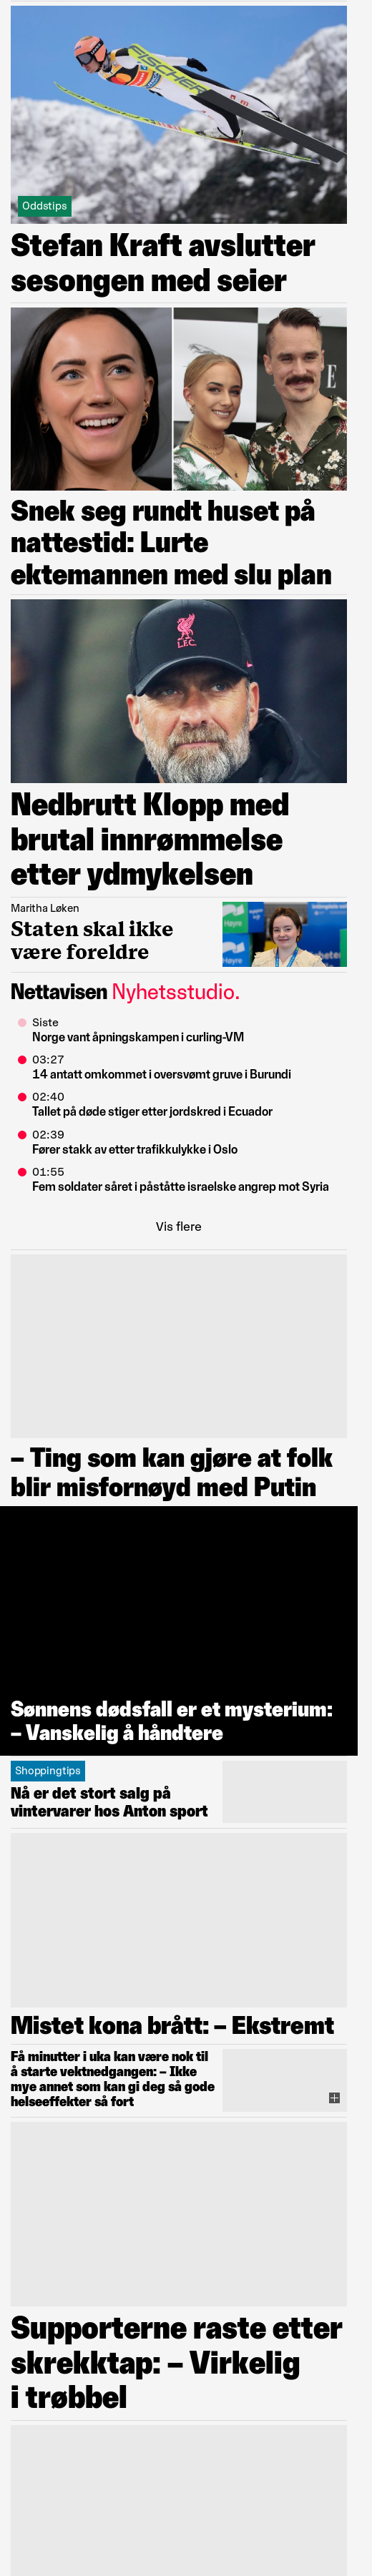 FISCHER
Oddstips
Stefan Kraft avslutter
sesongen med seier
Snek seg rundt huset på
nattestid: Lurte
ektemannen med slu plan
L.F.C.
Nedbrutt Klopp med
brutal innrømmelse
etter ydmykelsen
Maritha Løken
Staten skal ikke
være foreldre
Høyre
Nettavisen Nyhetsstudio.
Siste
Norge vant åpningskampen i curling-VM
03:27
14 antatt omkommet i oversvømt gruve i Burundi
02:40
Tallet på døde stiger etter jordskred i Ecuador
02:39
Fører stakk av etter trafikkulykke i Oslo
01:55
Fem soldater såret i påståtte israelske angrep mot Syria
Vis flere
– Ting som kan gjøre at folk
blir misfornøyd med Putin
Sønnens dødsfall er et mysterium:
– Vanskelig å håndtere
Shoppingtips
Nå er det stort salg på
vintervarer hos Anton sport
Mistet kona brått: – Ekstremt
Få minutter i uka kan være nok til
å starte vektnedgangen: – Ikke
mye annet som kan gi deg så gode
helseeffekter så fort
Supporterne raste etter
skrekktap: – Virkelig
i trøbbel